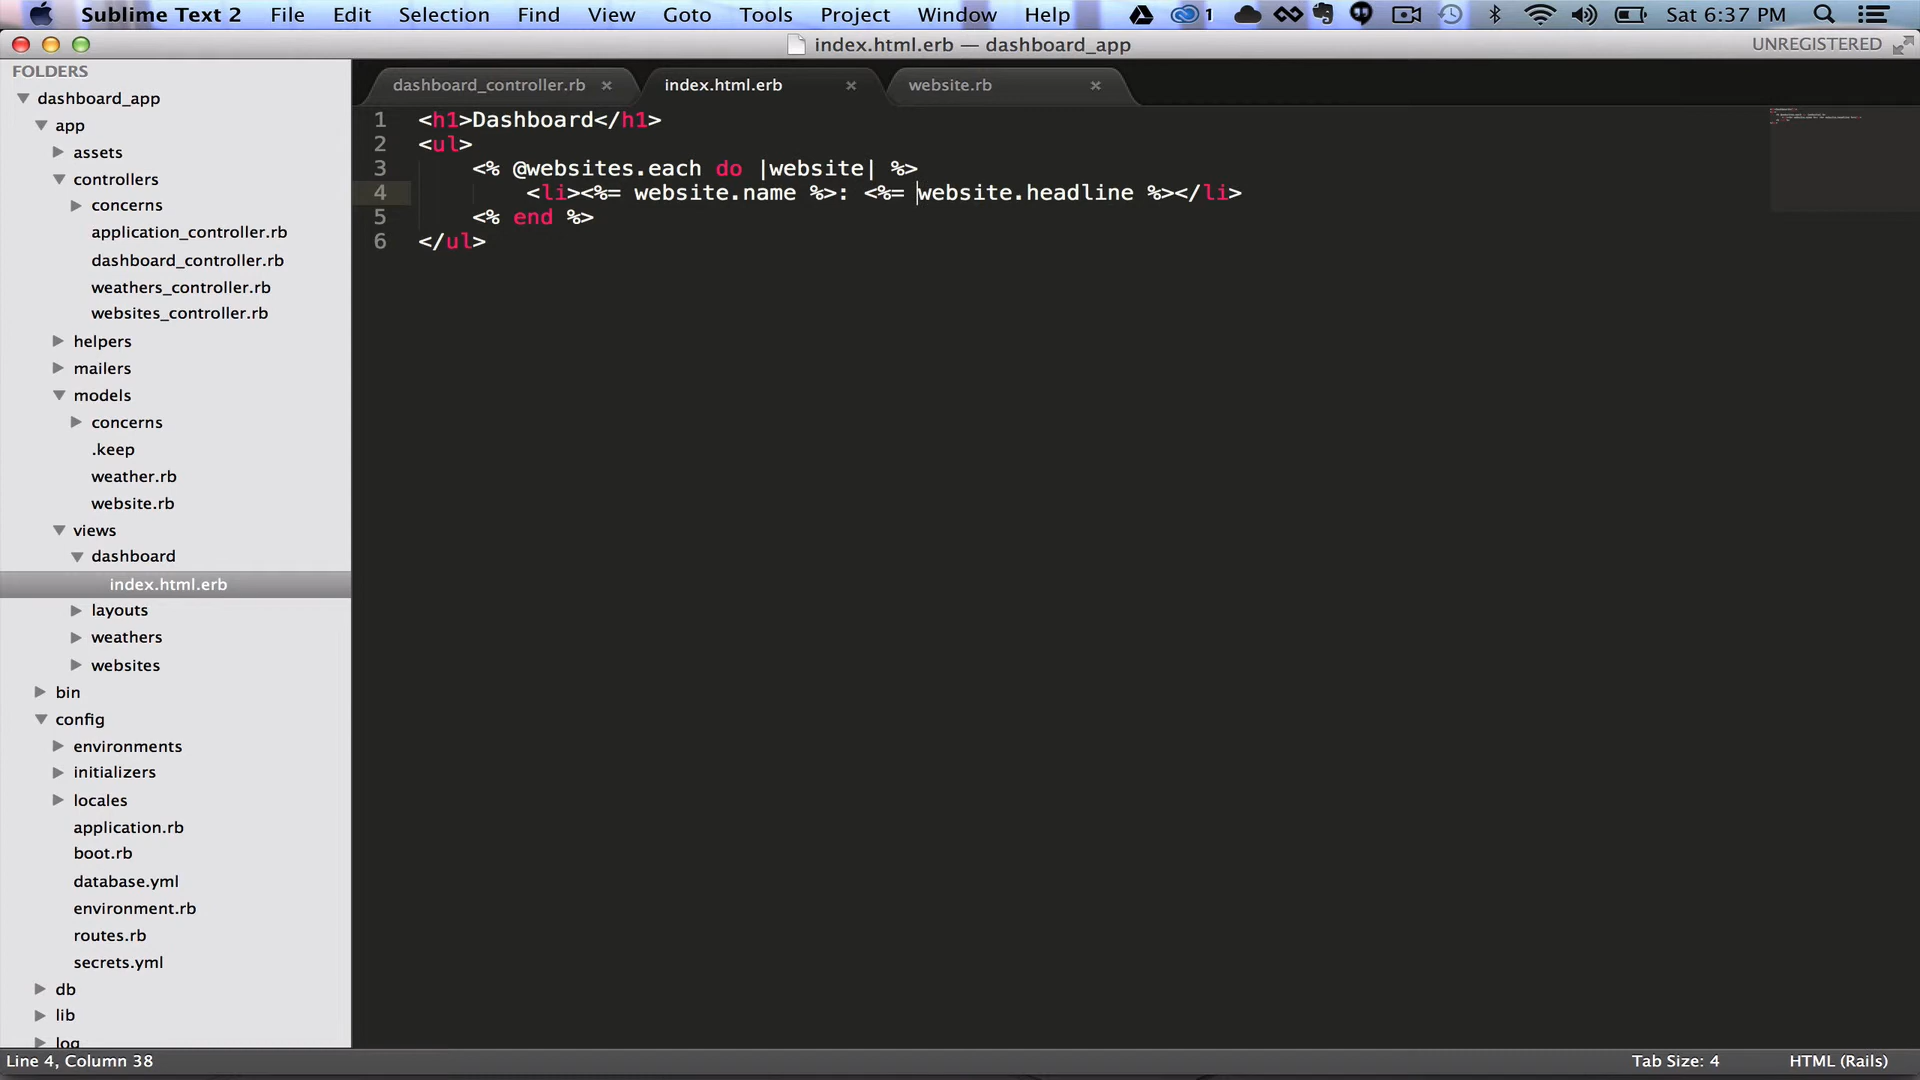 Sublime Text 2 File Edit Selection Find View Goto Tools Project Window Help 1 Sat 6:37 PM
index.html.erb — dashboard_app UNREGISTERED
FOLDERS
dashboard_app
app
assets
controllers
concerns
application_controller.rb
dashboard_controller.rb
weathers_controller.rb
websites_controller.rb
helpers
mailers
models
concerns
.keep
weather.rb
website.rb
views
dashboard
index.html.erb
layouts
weathers
websites
bin
config
environments
initializers
locales
application.rb
boot.rb
database.yml
environment.rb
routes.rb
secrets.yml
db
lib
log
dashboard_controller.rb × index.html.erb × website.rb ×
1 <h1>Dashboard</h1>
2 <ul>
3 <% @websites.each do |website| %>
4 <li><%= website.name %>: <%= website.headline %></li>
5 <% end %>
6 </ul>
Line 4, Column 38 Tab Size: 4 HTML (Rails)